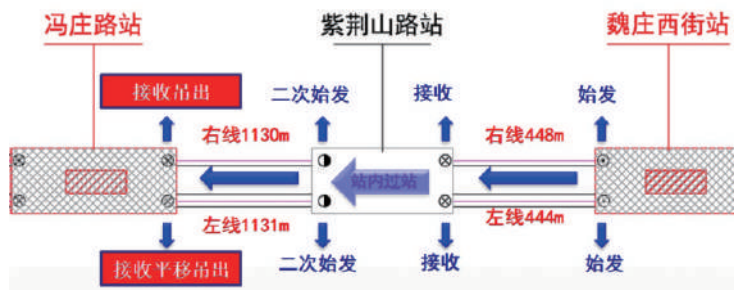 冯庄路站
紫荆山路站
魏庄西街站
接收吊出
二次始发
接收
始发
右线1130m
右线448m
站内过站
左线1131m
左线444m
接收平移吊出
二次始发
接收
始发